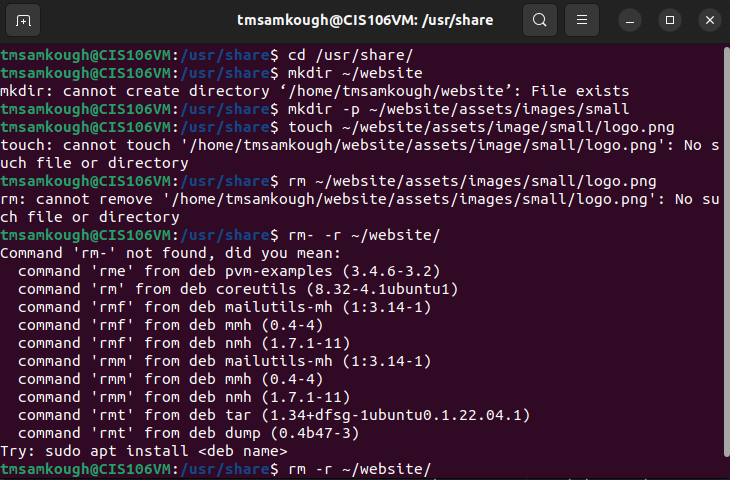 tmsamkough@CIS106VM: /usr/share
tmsamkough@CIS106VM:/usr/share$ cd /usr/share/
tmsamkough@CIS106VM:/usr/share$ mkdir ~/website
mkdir: cannot create directory ‘/home/tmsamkough/website’: File exists
tmsamkough@CIS106VM:/usr/share$ mkdir -p ~/website/assets/images/small
tmsamkough@CIS106VM:/usr/share$ touch ~/website/assets/image/small/logo.png
touch: cannot touch '/home/tmsamkough/website/assets/image/small/logo.png': No s
uch file or directory
tmsamkough@CIS106VM:/usr/share$ rm ~/website/assets/images/small/logo.png
rm: cannot remove '/home/tmsamkough/website/assets/images/small/logo.png': No su
ch file or directory
tmsamkough@CIS106VM:/usr/share$ rm- -r ~/website/
Command 'rm-' not found, did you mean:
  command 'rme' from deb pvm-examples (3.4.6-3.2)
  command 'rm' from deb coreutils (8.32-4.1ubuntu1)
  command 'rmf' from deb mailutils-mh (1:3.14-1)
  command 'rmf' from deb mmh (0.4-4)
  command 'rmf' from deb nmh (1.7.1-11)
  command 'rmm' from deb mailutils-mh (1:3.14-1)
  command 'rmm' from deb mmh (0.4-4)
  command 'rmm' from deb nmh (1.7.1-11)
  command 'rmt' from deb tar (1.34+dfsg-1ubuntu0.1.22.04.1)
  command 'rmt' from deb dump (0.4b47-3)
Try: sudo apt install <deb name>
tmsamkough@CIS106VM:/usr/share$ rm -r ~/website/